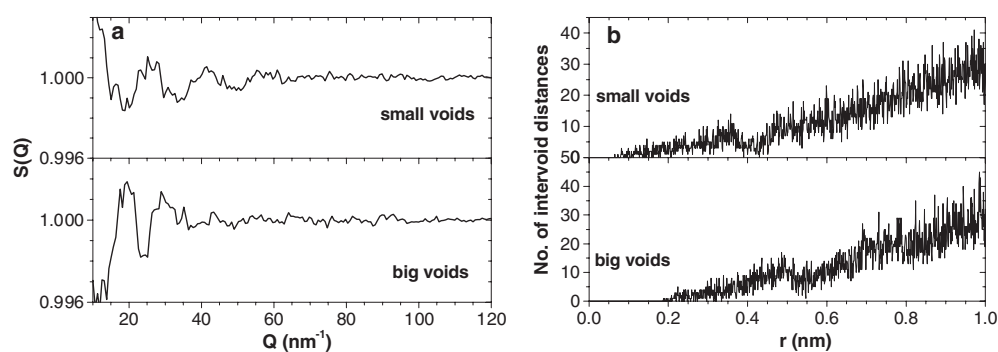 a
1.000
small voids
0.996
1.000
big voids
0.996
S(Q)
20 40 60 80 100 120
Q (nm⁻¹)
b
40
30
20
10
small voids
50
40
30
20
10
0
big voids
No. of intervoid distances
0.0 0.2 0.4 0.6 0.8 1.0
r (nm)